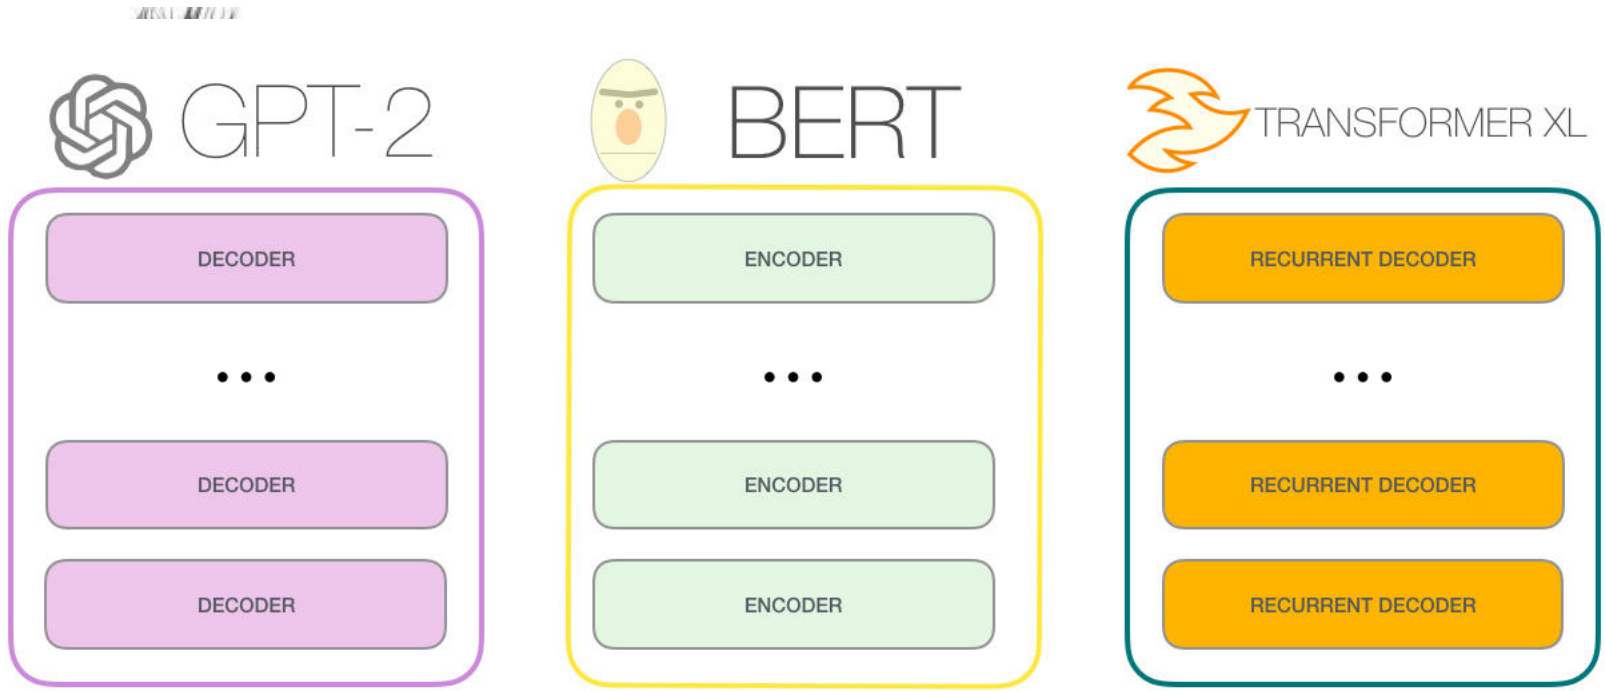 GPT-2
BERT
TRANSFORMER XL
DECODER
ENCODER
RECURRENT DECODER
...
...
...
DECODER
ENCODER
RECURRENT DECODER
DECODER
ENCODER
RECURRENT DECODER